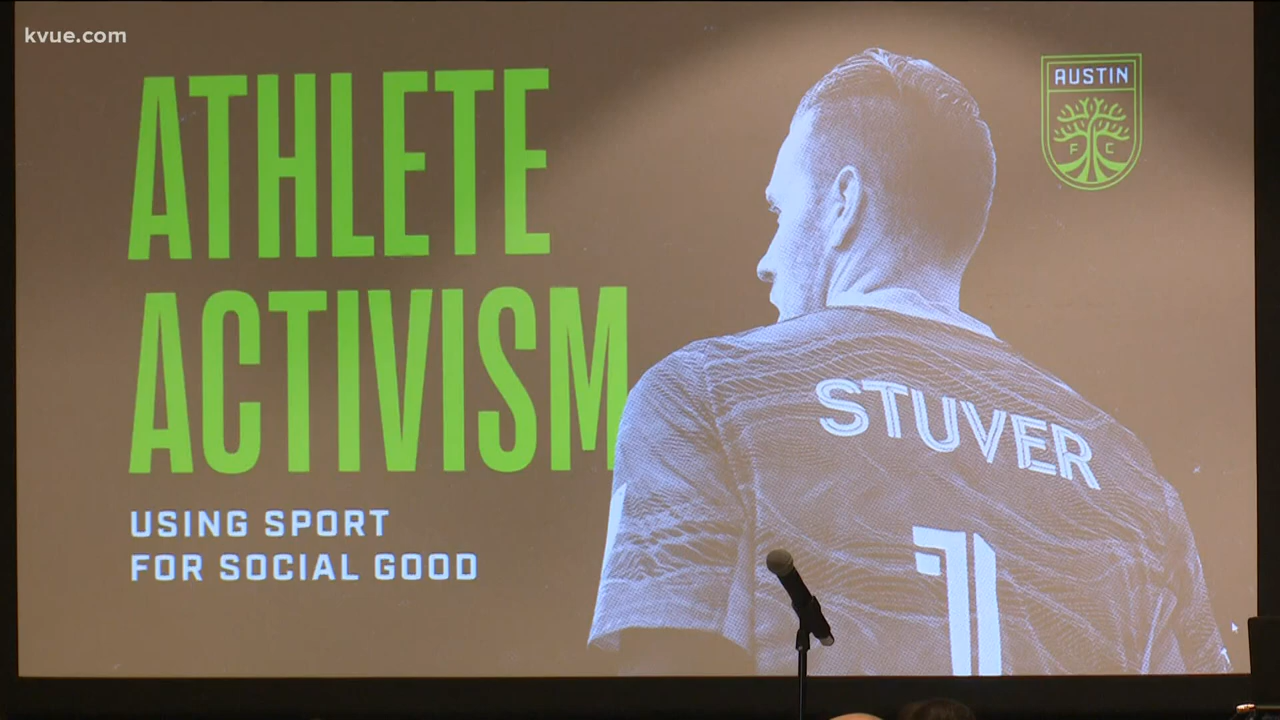 kvue.com
ATHLETE
ACTIVISM
USING SPORT
FOR SOCIAL GOOD
AUSTIN
F C
STUVER
1